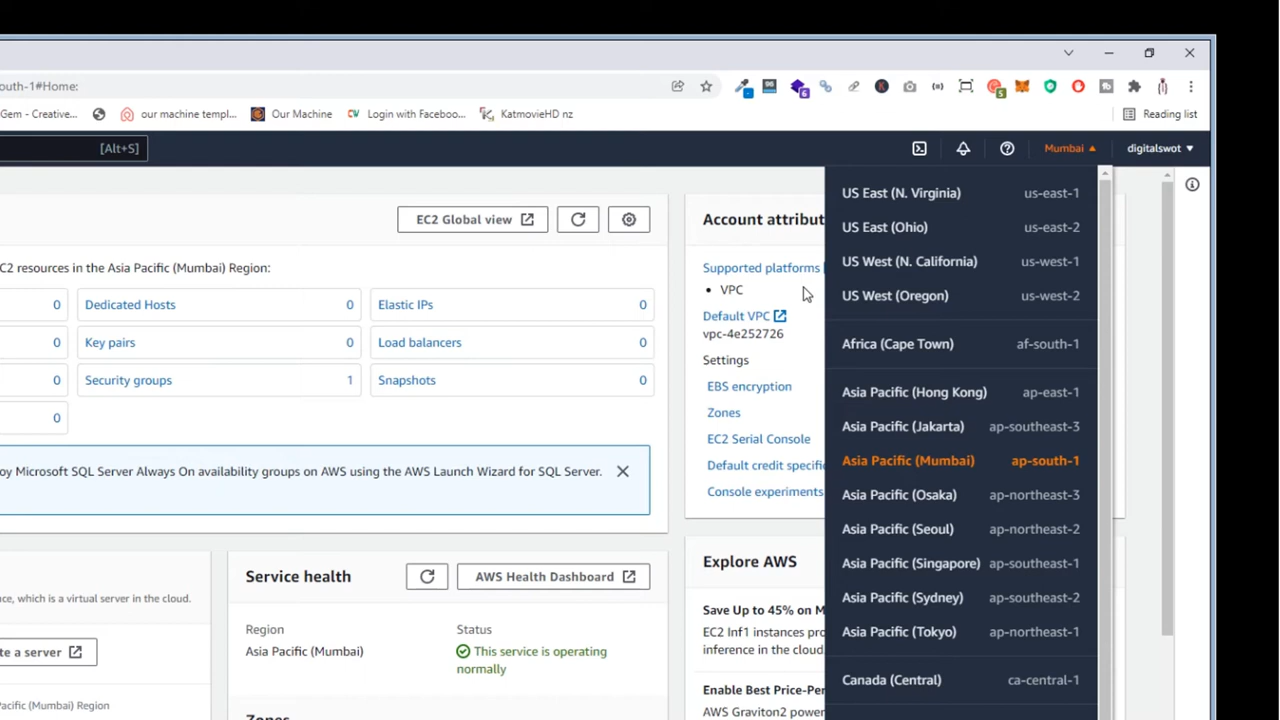 outh-1#Home:
Gem - Creative...
our machine templ...
Our Machine
Login with Faceboo...
KatmovieHD nz
Reading list
[Alt+S]
Mumbai
digitalswot
EC2 Global view
C2 resources in the Asia Pacific (Mumbai) Region:
0
Dedicated Hosts 0
Elastic IPs 0
0
Key pairs 0
Load balancers 0
0
Security groups 1
Snapshots 0
0
oy Microsoft SQL Server Always On availability groups on AWS using the AWS Launch Wizard for SQL Server.
nce, which is a virtual server in the cloud.
te a server
(Mumbai) Region
Service health
AWS Health Dashboard
Region
Asia Pacific (Mumbai)
Status
This service is operating
normally
Zones
Account attribut
Supported platforms
• VPC
Default VPC
vpc-4e252726
Settings
EBS encryption
Zones
EC2 Serial Console
Default credit specific
Console experiments
Explore AWS
Save Up to 45% on M
EC2 Inf1 instances pro
inference in the cloud.
Enable Best Price-Per
AWS Graviton2 power
US East (N. Virginia) us-east-1
US East (Ohio) us-east-2
US West (N. California) us-west-1
US West (Oregon) us-west-2
Africa (Cape Town) af-south-1
Asia Pacific (Hong Kong) ap-east-1
Asia Pacific (Jakarta) ap-southeast-3
Asia Pacific (Mumbai) ap-south-1
Asia Pacific (Osaka) ap-northeast-3
Asia Pacific (Seoul) ap-northeast-2
Asia Pacific (Singapore) ap-southeast-1
Asia Pacific (Sydney) ap-southeast-2
Asia Pacific (Tokyo) ap-northeast-1
Canada (Central) ca-central-1